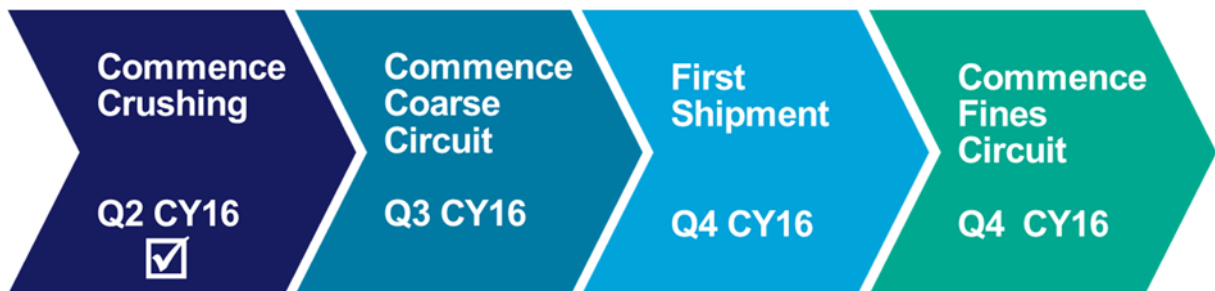 Commence
Crushing
Q2 CY16
☑
Commence
Coarse
Circuit
Q3 CY16
First
Shipment
Q4 CY16
Commence
Fines
Circuit
Q4 CY16